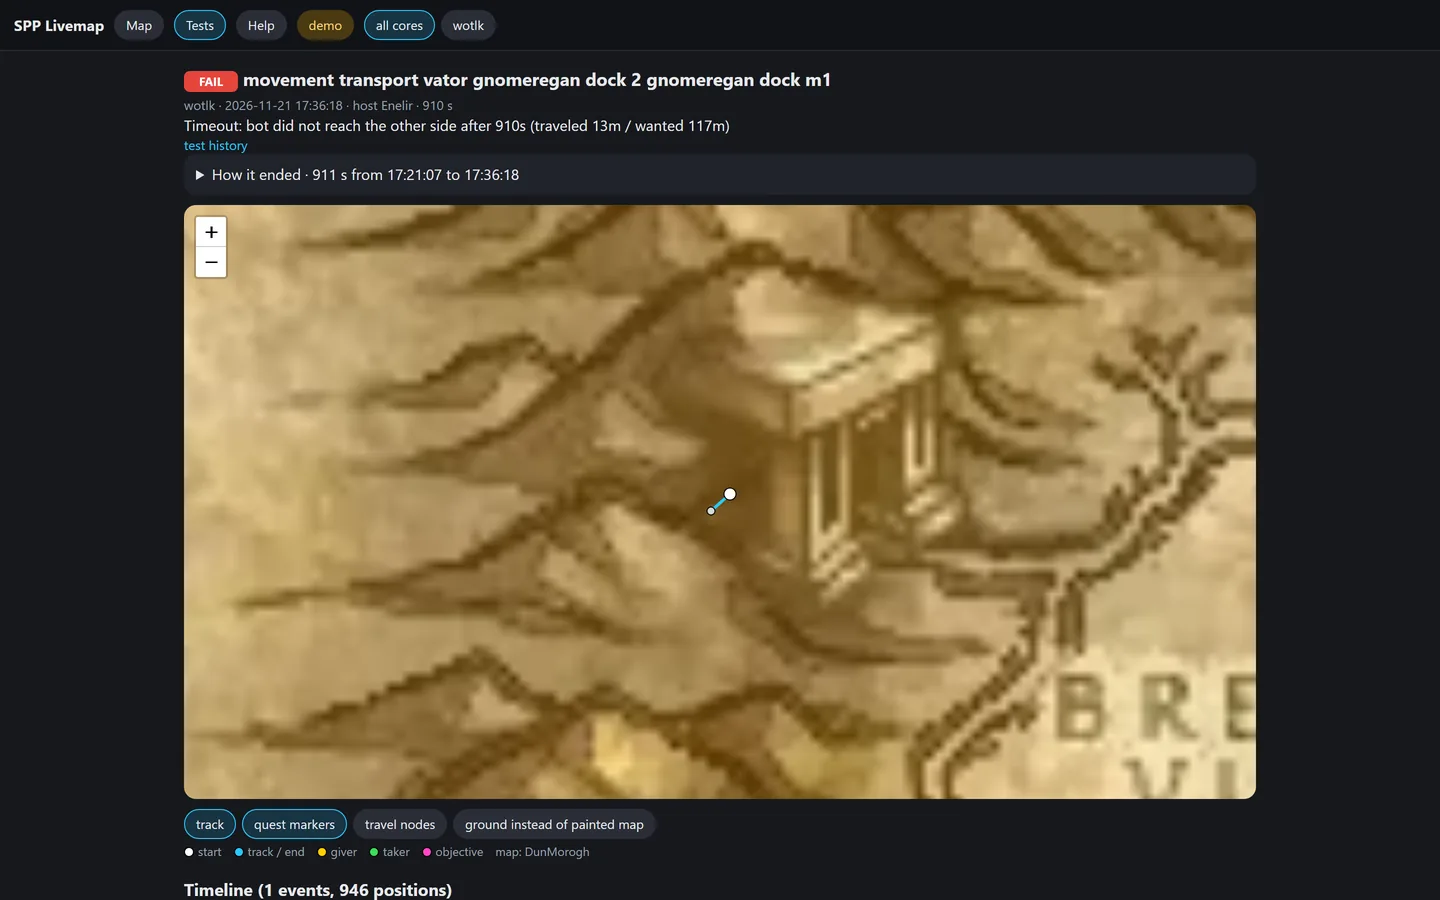 SPP Livemap Map Tests Help demo all cores wotlk
FAIL movement transport vator gnomeregan dock 2 gnomeregan dock m1
wotlk · 2026-11-21 17:36:18 · host Enelir · 910 s
Timeout: bot did not reach the other side after 910s (traveled 13m / wanted 117m)
test history
▶ How it ended · 911 s from 17:21:07 to 17:36:18
+
−
BRE
track quest markers travel nodes ground instead of painted map
start track / end giver taker objective map: DunMorogh
Timeline (1 events, 946 positions)